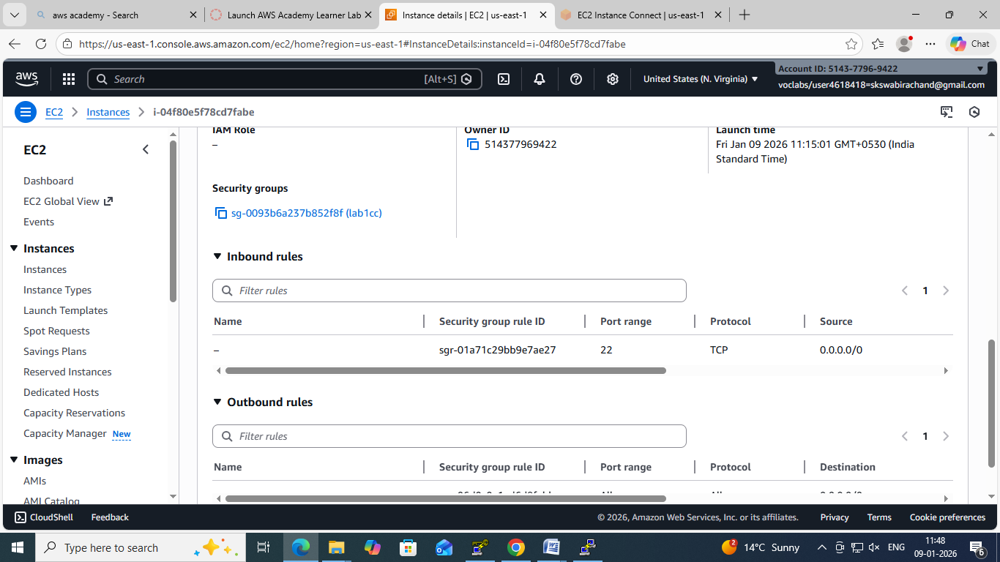 aws academy - Search
Launch AWS Academy Learner Lab
Instance details | EC2 | us-east-1
EC2 Instance Connect | us-east-1
https://us-east-1.console.aws.amazon.com/ec2/home?region=us-east-1#InstanceDetails:instanceId=i-04f80e5f78cd7fabe
Chat
aws
Search
[Alt+S]
United States (N. Virginia)
Account ID: 5143-7796-9422
voclabs/user4618418=skswabirachand@gmail.com
EC2
Instances
i-04f80e5f78cd7fabe
EC2
Dashboard
EC2 Global View
Events
Instances
Instances
Instance Types
Launch Templates
Spot Requests
Savings Plans
Reserved Instances
Dedicated Hosts
Capacity Reservations
Capacity Manager New
Images
AMIs
AMI Catalog
IAM Role
–
Owner ID
514377969422
Launch time
Fri Jan 09 2026 11:15:01 GMT+0530 (India
Standard Time)
Security groups
sg-0093b6a237b852f8f (lab1cc)
Inbound rules
Filter rules
1
Name Security group rule ID Port range Protocol Source
– sgr-01a71c29bb9e7ae27 22 TCP 0.0.0.0/0
Outbound rules
Filter rules
1
Name Security group rule ID Port range Protocol Destination
CloudShell
Feedback
© 2026, Amazon Web Services, Inc. or its affiliates.
Privacy
Terms
Cookie preferences
Type here to search
2
14°C Sunny
ENG
11:48
09-01-2026
6